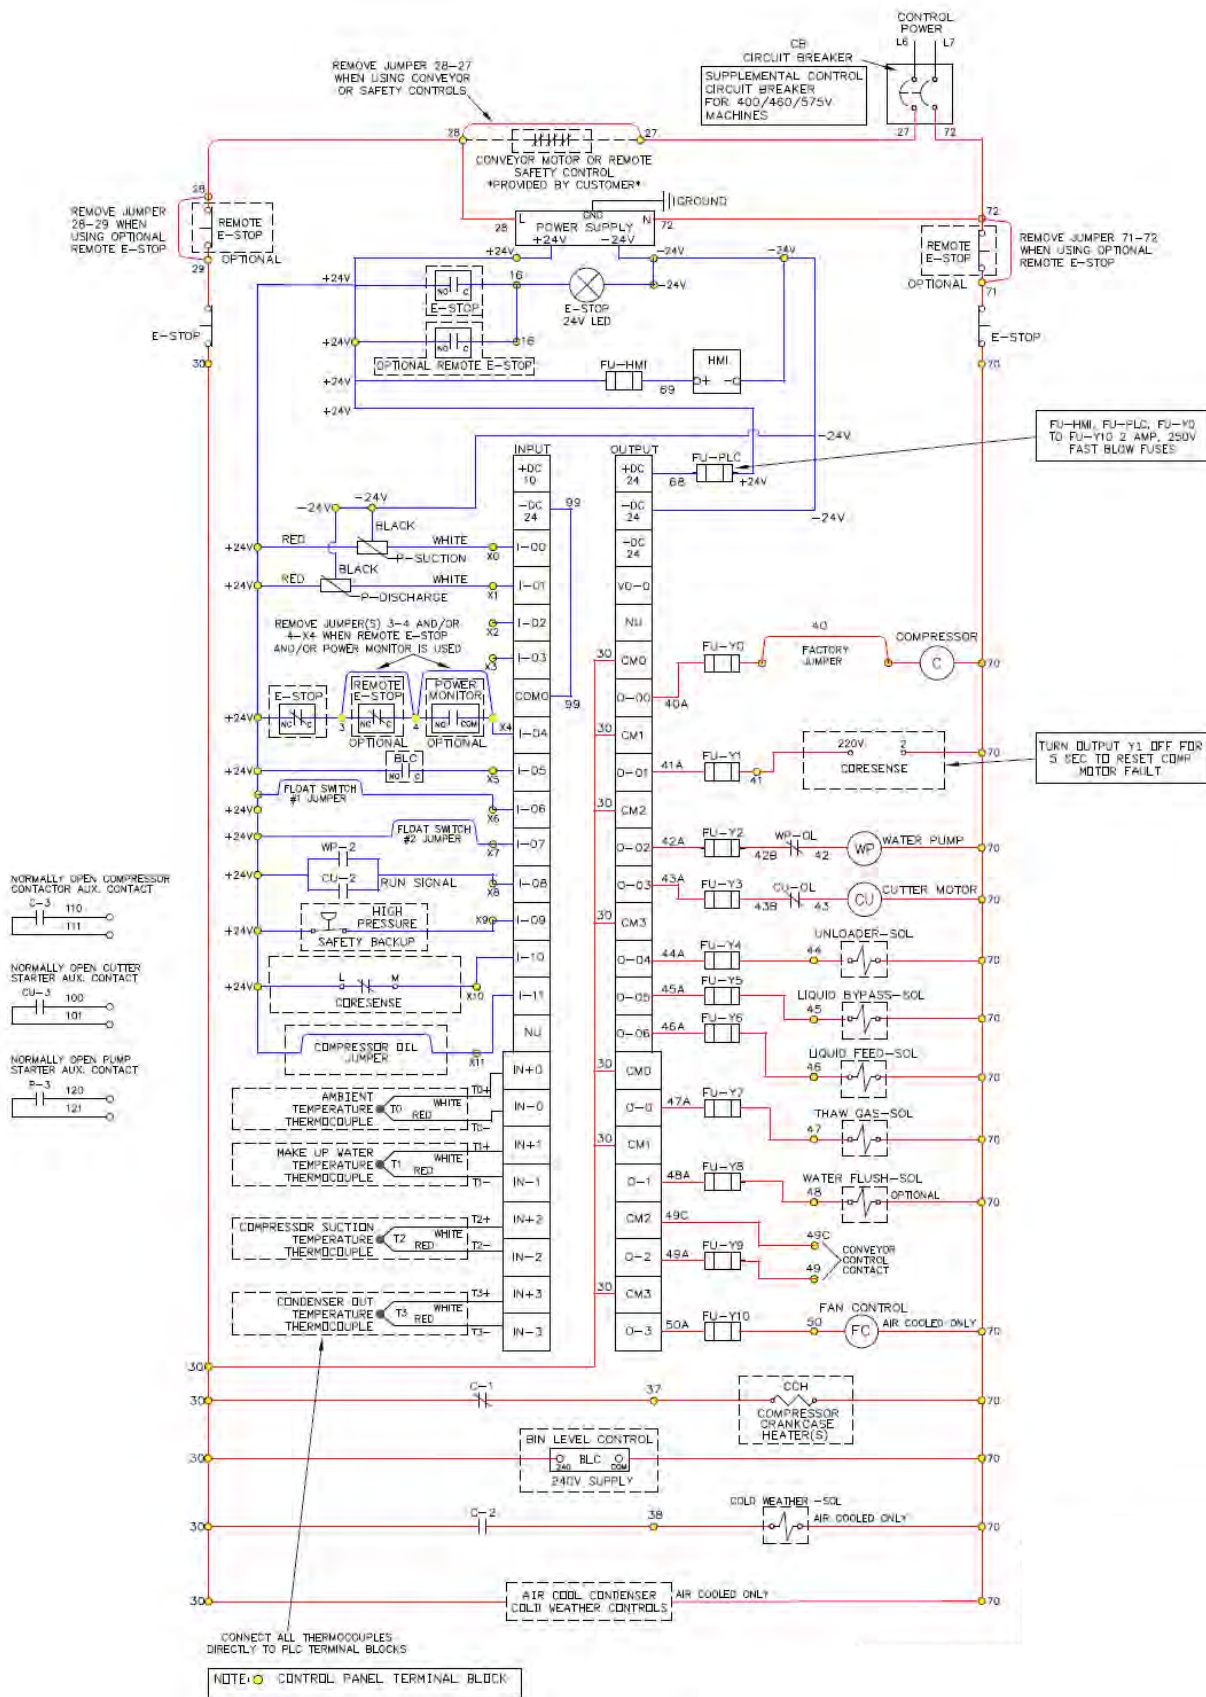 CONTROL
POWER
L6 L7
CB
CIRCUIT BREAKER
SUPPLEMENTAL CONTROL
CIRCUIT BREAKER
FOR 400/460/575V
MACHINES
27 72
REMOVE JUMPER 28-27
WHEN USING CONVEYOR
OR SAFETY CONTROLS
28 27
CONVEYOR MOTOR OR REMOTE
SAFETY CONTROL
*PROVIDED BY CUSTOMER*
GROUND
L GND N
28 POWER SUPPLY 72
+24V -24V
28
REMOVE JUMPER
28-29 WHEN
USING OPTIONAL
REMOTE E-STOP
REMOTE
E-STOP
OPTIONAL
29
E-STOP
30
72
REMOTE
E-STOP
OPTIONAL
REMOVE JUMPER 71-72
WHEN USING OPTIONAL
REMOTE E-STOP
71
E-STOP
70
+24V -24V -24V
+24V NO C 16 -24V
E-STOP
E-STOP
24V LED
+24V NO C 16
OPTIONAL REMOTE E-STOP
+24V FU-HMI 69 HMI + -
+24V
-24V
FU-HMI, FU-PLC, FU-Y0
TO FU-Y10 2 AMP, 250V
FAST BLOW FUSES
INPUT
+DC
10
-DC
24
99
I-00
I-01
I-02
I-03
COM0
99
I-04
I-05
I-06
I-07
I-08
I-09
I-10
I-11
NU
IN+0
IN-0
IN+1
IN-1
IN+2
IN-2
IN+3
IN-3
OUTPUT
+DC
24
68 FU-PLC +24V
-DC
24
-24V
-DC
24
V0-0
NU
30 CM0
O-00
30 CM1
O-01
30 CM2
O-02
O-03
30 CM3
O-04
O-05
O-06
30 CM0
O-0
30 CM1
O-1
CM2
O-2
30 CM3
O-3
-24V -24V
BLACK
+24V RED WHITE X0
P-SUCTION
BLACK
+24V RED WHITE X1
P-DISCHARGE
X2
X3
REMOVE JUMPER(S) 3-4 AND/OR
4-X4 WHEN REMOTE E-STOP
AND/OR POWER MONITOR IS USED
E-STOP
REMOTE
E-STOP
POWER
MONITOR
+24V NC C 3 NC C 4 NO COM X4
OPTIONAL OPTIONAL
BLC
+24V NO C X5
FLOAT SWITCH
#1 JUMPER
+24V X6
+24V FLOAT SWITCH
#2 JUMPER
X7
WP-2
+24V
CU-2 RUN SIGNAL X8
HIGH
PRESSURE
+24V X9
SAFETY BACKUP
+24V L M X10
CORESENSE
COMPRESSOR OIL
JUMPER
X11
AMBIENT
TEMPERATURE
THERMOCOUPLE
T0 T0+ WHITE RED T0-
MAKE UP WATER
TEMPERATURE
THERMOCOUPLE
T1 T1+ WHITE RED T1-
COMPRESSOR SUCTION
TEMPERATURE
THERMOCOUPLE
T2 T2+ WHITE RED T2-
CONDENSER OUT
TEMPERATURE
THERMOCOUPLE
T3 T3+ WHITE RED T3-
40A FU-Y0 40
FACTORY
JUMPER
COMPRESSOR
C 70
41A FU-Y1 41
220V 2
CORESENSE
70
TURN OUTPUT Y1 OFF FOR
5 SEC TO RESET COMP
MOTOR FAULT
42A FU-Y2 42B WP-OL 42 WP WATER PUMP 70
43A FU-Y3 43B CU-OL 43 CU CUTTER MOTOR 70
44A FU-Y4 44 UNLOADER-SOL 70
45A FU-Y5 45 LIQUID BYPASS-SOL 70
46A FU-Y6 46 LIQUID FEED-SOL 70
47A FU-Y7 47 THAW GAS-SOL 70
48A FU-Y8 48 WATER FLUSH-SOL OPTIONAL 70
49C 49C
49A FU-Y9 49
CONVEYOR
CONTROL
CONTACT
50A FU-Y10 50 FC FAN CONTROL
AIR COOLED ONLY 70
NORMALLY OPEN COMPRESSOR
CONTACTOR AUX. CONTACT
C-3 110
111
NORMALLY OPEN CUTTER
STARTER AUX. CONTACT
CU-3 100
101
NORMALLY OPEN PUMP
STARTER AUX. CONTACT
P-3 120
121
30
30 C-1 37 CCH 70
COMPRESSOR
CRANKCASE
HEATER(S)
BIN LEVEL CONTROL
30 240 BLC COM 70
240V SUPPLY
COLD WEATHER -SOL
30 C-2 38 AIR COOLED ONLY 70
30 AIR COOL CONDENSER
COLD WEATHER CONTROLS
AIR COOLED ONLY 70
CONNECT ALL THERMOCOUPLES
DIRECTLY TO PLC TERMINAL BLOCKS
NOTE: CONTROL PANEL TERMINAL BLOCK